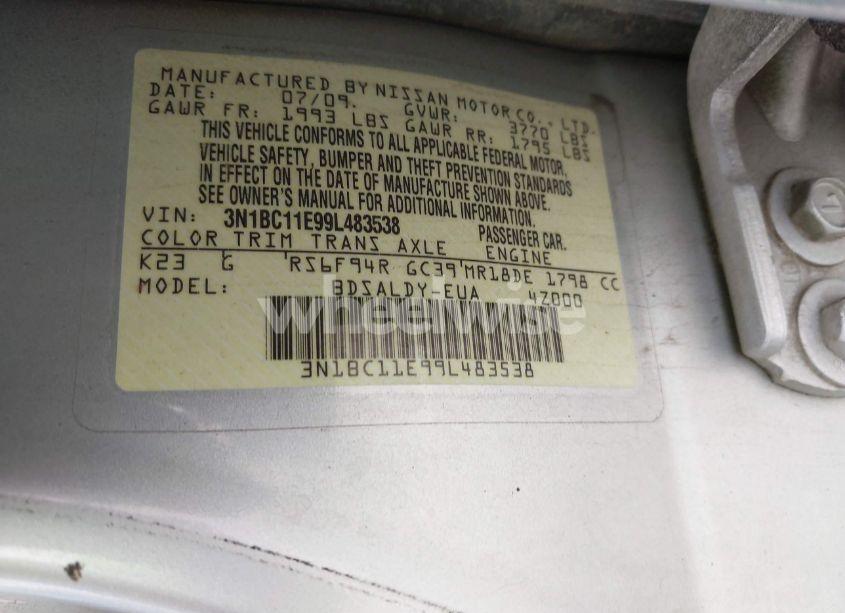 MANUFACTURED BY NISSAN MOTOR CO., LTD.
DATE: 07/09. GVWR: 3770 LBS
GAWR FR: 1993 LBS GAWR RR: 1795 LBS
THIS VEHICLE CONFORMS TO ALL APPLICABLE FEDERAL MOTOR
VEHICLE SAFETY, BUMPER AND THEFT PREVENTION STANDARDS
IN EFFECT ON THE DATE OF MANUFACTURE SHOWN ABOVE.
SEE OWNER'S MANUAL FOR ADDITIONAL INFORMATION.
VIN: 3N1BC11E99L483538 PASSENGER CAR.
COLOR TRIM TRANS AXLE ENGINE
K23 G RS6F94R GC39 MR18DE 1798 CC
MODEL: BDSALDY-EUA 4Z000
wheelwise
3N1BC11E99L483538